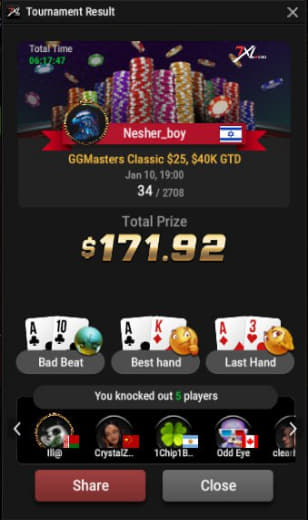 7XL Tournament Result
Total Time
06:17:47
7XL
Nesher_boy
GGMasters Classic $25, $40K GTD
Jan 10, 19:00
34 / 2708
Total Prize
$171.92
A 10
A K
A 3
Bad Beat
Best hand
Last Hand
You knocked out 5 players
Ili@
CrystalZ...
1Chip1B...
Odd Eye
Share
Close